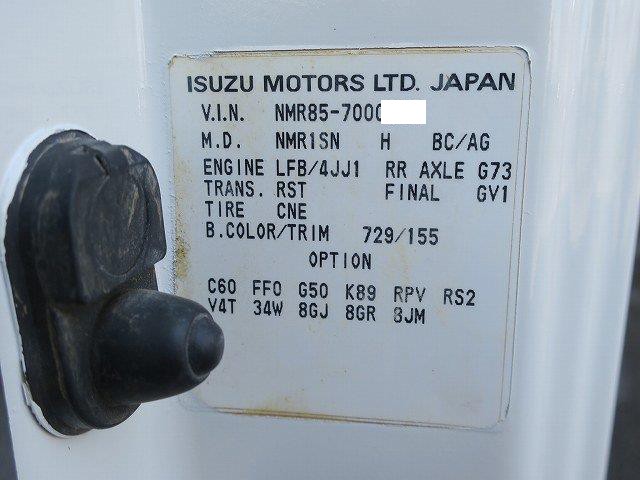 ISUZU MOTORS LTD. JAPAN
V.I.N. NMR85-7000
M.D. NMR1SN H BC/AG
ENGINE LFB/4JJ1 RR AXLE G73
TRANS. RST FINAL GV1
TIRE CNE
B.COLOR/TRIM 729/155
OPTION
C60 FF0 G50 K89 RPV RS2
V4T 34W 8GJ 8GR 8JM